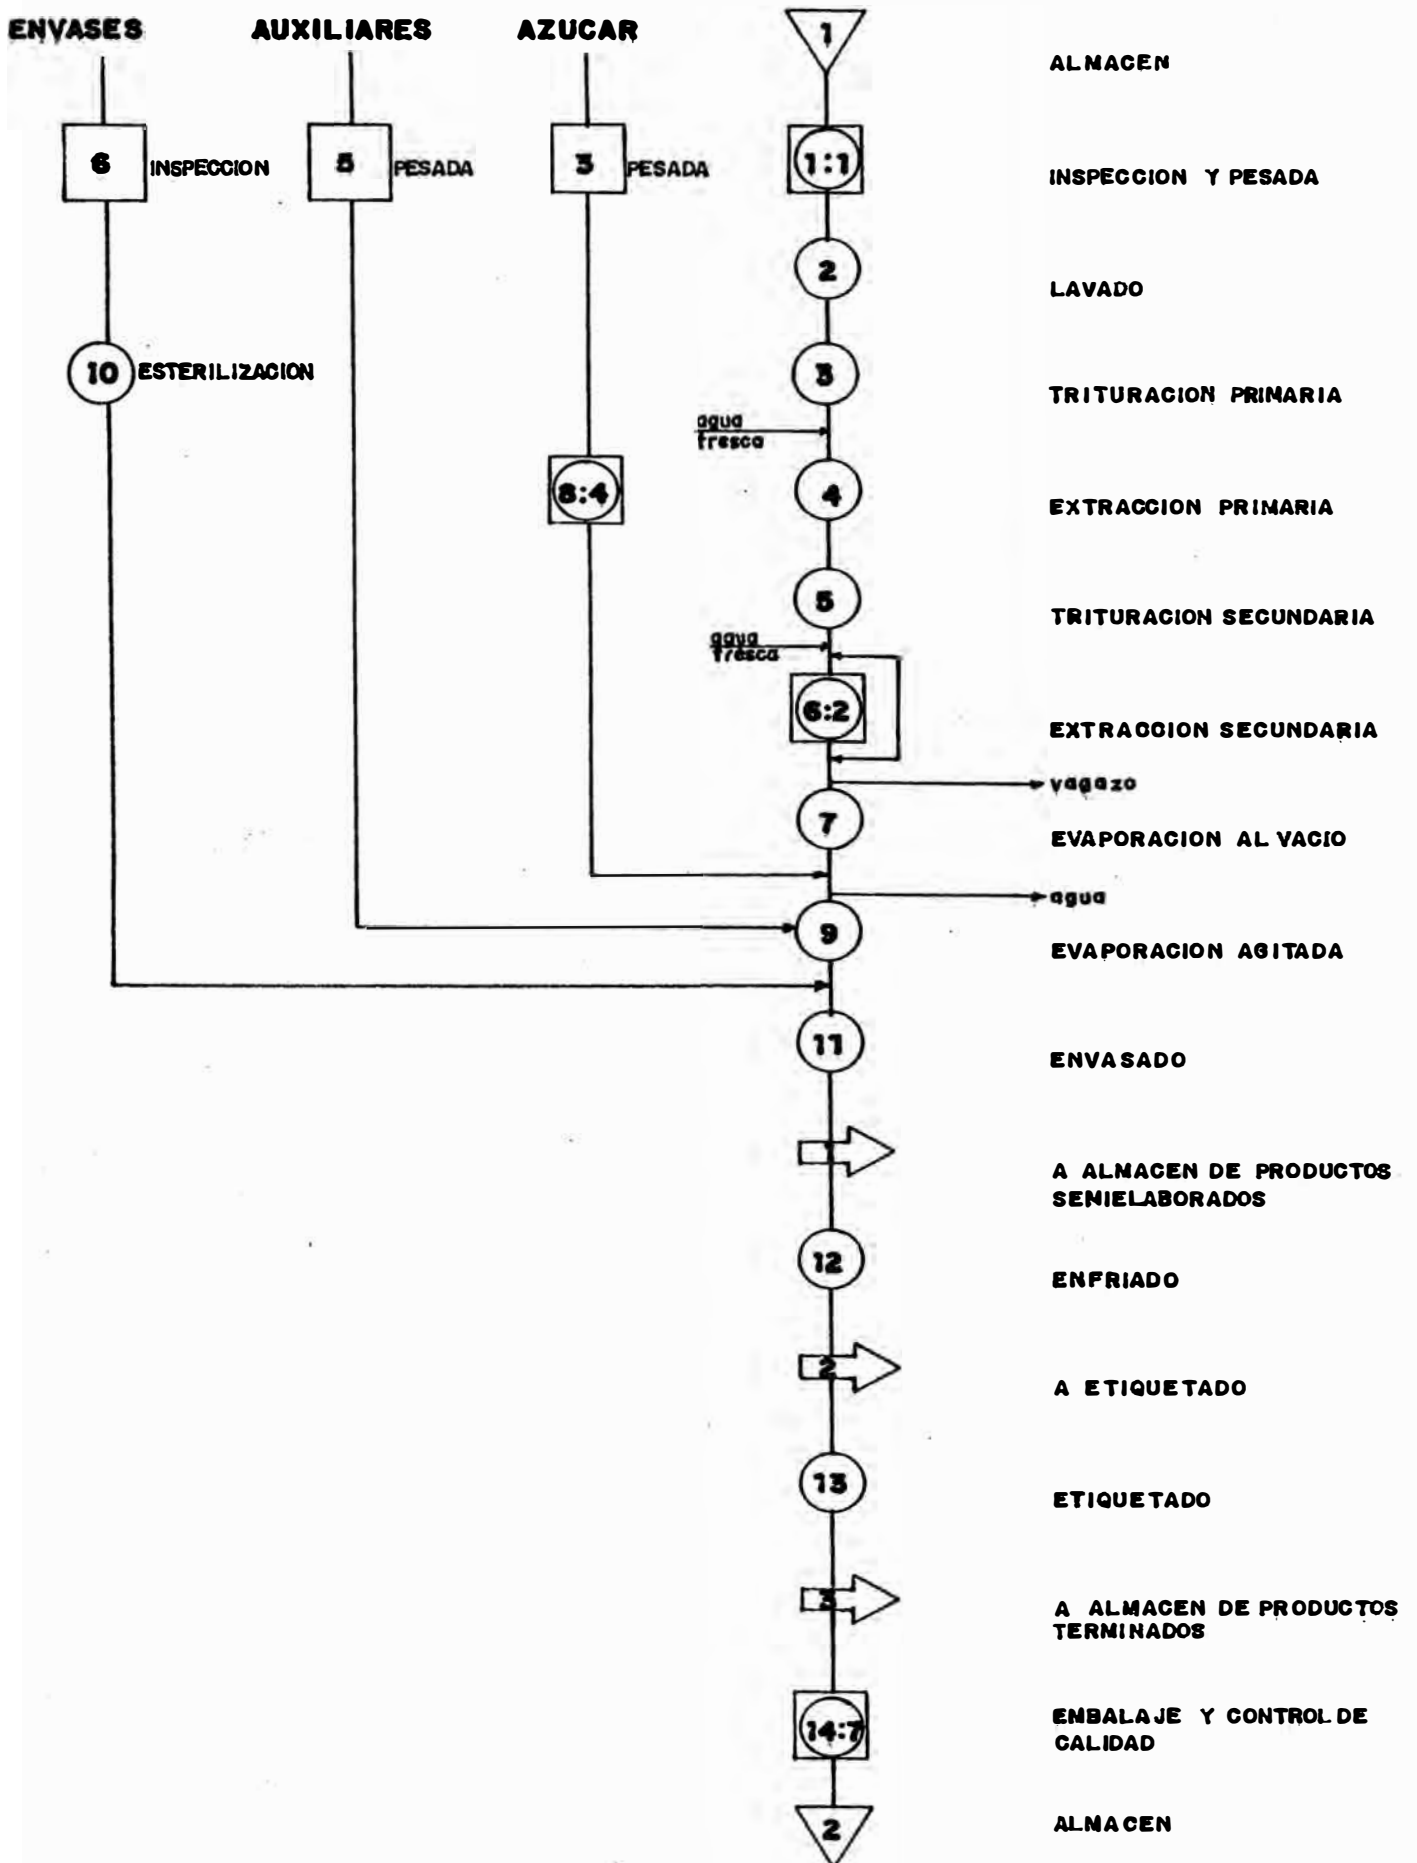 ENVASES
AUXILIARES
AZUCAR
1
ALMACEN
6
INSPECCION
5
PESADA
3
PESADA
1:1
INSPECCION Y PESADA
2
LAVADO
10
ESTERILIZACION
3
TRITURACION PRIMARIA
agua
fresca
8:4
4
EXTRACCION PRIMARIA
5
TRITURACION SECUNDARIA
agua
fresca
6:2
EXTRACCION SECUNDARIA
vagazo
7
EVAPORACION AL VACIO
agua
9
EVAPORACION AGITADA
11
ENVASADO
1
A ALMACEN DE PRODUCTOS
SEMIELABORADOS
12
ENFRIADO
2
A ETIQUETADO
13
ETIQUETADO
3
A ALMACEN DE PRODUCTOS
TERMINADOS
14:7
EMBALAJE Y CONTROL DE
CALIDAD
2
ALMACEN